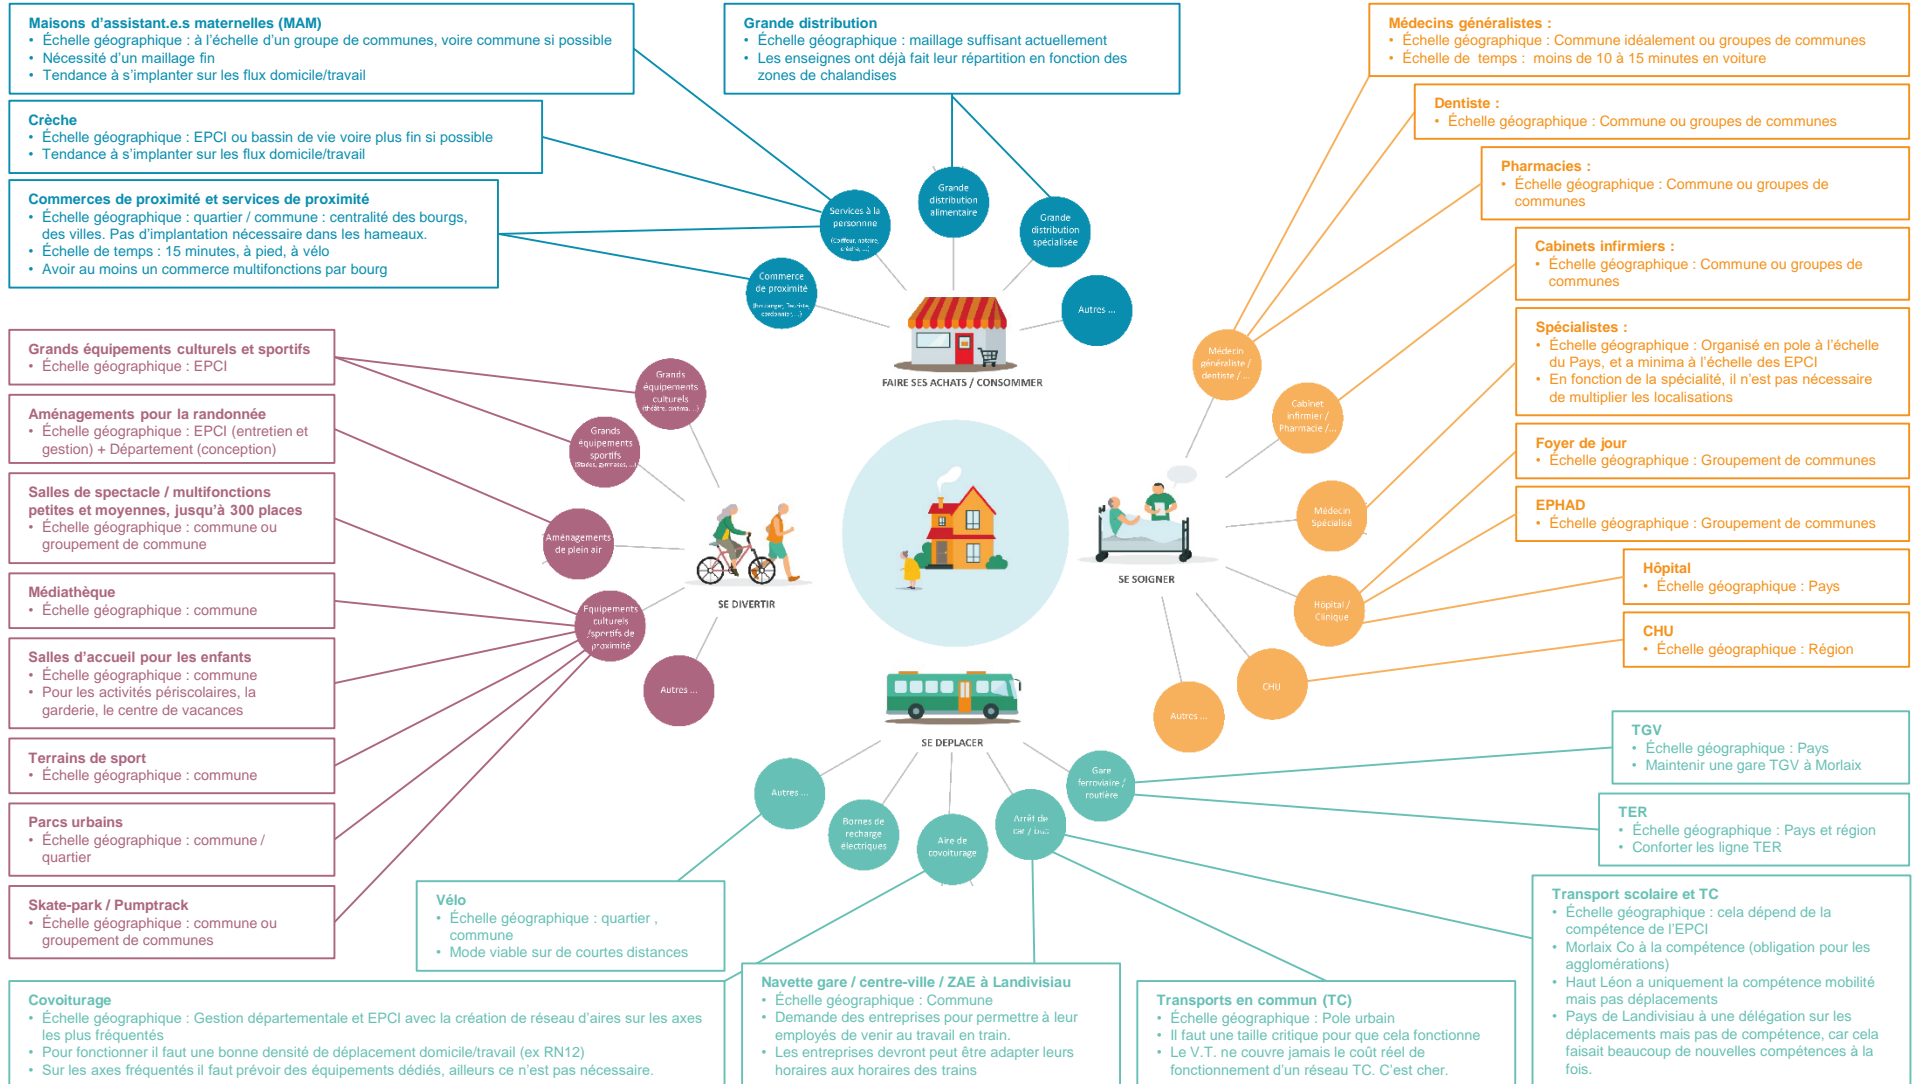 Maisons d'assistant.e.s maternelles (MAM)
• Échelle géographique : à l'échelle d'un groupe de communes, voire commune si possible
• Nécessité d'un maillage fin
• Tendance à s'implanter sur les flux domicile/travail
Crèche
• Échelle géographique : EPCI ou bassin de vie voire plus fin si possible
• Tendance à s'implanter sur les flux domicile/travail
Commerces de proximité et services de proximité
• Échelle géographique : quartier / commune : centralité des bourgs,
des villes. Pas d'implantation nécessaire dans les hameaux.
• Échelle de temps : 15 minutes, à pied, à vélo
• Avoir au moins un commerce multifonctions par bourg
Grande distribution
• Échelle géographique : maillage suffisant actuellement
• Les enseignes ont déjà fait leur répartition en fonction des
zones de chalandises
Médecins généralistes :
• Échelle géographique : Commune idéalement ou groupes de communes
• Échelle de temps : moins de 10 à 15 minutes en voiture
Dentiste :
• Échelle géographique : Commune ou groupes de communes
Pharmacies :
• Échelle géographique : Commune ou groupes de
communes
Cabinets infirmiers :
• Échelle géographique : Commune ou groupes de
communes
Spécialistes :
• Échelle géographique : Organisé en pole à l'échelle
du Pays, et a minima à l'échelle des EPCI
• En fonction de la spécialité, il n'est pas nécessaire
de multiplier les localisations
Foyer de jour
• Échelle géographique : Groupement de communes
EPHAD
• Échelle géographique : Groupement de communes
Hôpital
• Échelle géographique : Pays
CHU
• Échelle géographique : Région
Services à la
personnne
(Coiffeur, notaire,
crèche, ...)
Grande
distribution
alimentaire
Grande
distribution
spécialisée
Commerce
de proximité
(boulanger, fleuriste,
cordonnier, ...)
Autres ...
FAIRE SES ACHATS / CONSOMMER
Grands équipements culturels et sportifs
• Échelle géographique : EPCI
Aménagements pour la randonnée
• Échelle géographique : EPCI (entretien et
gestion) + Département (conception)
Salles de spectacle / multifonctions
petites et moyennes, jusqu'à 300 places
• Échelle géographique : commune ou
groupement de commune
Médiathèque
• Échelle géographique : commune
Salles d'accueil pour les enfants
• Échelle géographique : commune
• Pour les activités périscolaires, la
garderie, le centre de vacances
Terrains de sport
• Échelle géographique : commune
Parcs urbains
• Échelle géographique : commune /
quartier
Skate-park / Pumptrack
• Échelle géographique : commune ou
groupement de communes
Grands
équipements
culturels
(théâtre, cinéma, ...)
Grands
équipements
sportifs
(Stades, gymnases, ...)
Aménagements
de plein air
Equipements
culturels
/sportifs de
proximité
Autres ...
SE DIVERTIR
Médecin
généraliste /
dentiste / ...
Cabinet
infirmier /
Pharmacie /...
Médecin
Spécialisé
Hôpital /
Clinique
CHU
Autres ...
SE SOIGNER
SE DEPLACER
Autres ...
Bornes de
recharge
électriques
Aire de
covoiturage
Arrêt de
car / bus
Gare
ferroviaire /
routière
TGV
• Échelle géographique : Pays
• Maintenir une gare TGV à Morlaix
TER
• Échelle géographique : Pays et région
• Conforter les ligne TER
Transport scolaire et TC
• Échelle géographique : cela dépend de la
compétence de l'EPCI
• Morlaix Co à la compétence (obligation pour les
agglomérations)
• Haut Léon a uniquement la compétence mobilité
mais pas déplacements
• Pays de Landivisiau à une délégation sur les
déplacements mais pas de compétence, car cela
faisait beaucoup de nouvelles compétences à la
fois.
Vélo
• Échelle géographique : quartier ,
commune
• Mode viable sur de courtes distances
Covoiturage
• Échelle géographique : Gestion départementale et EPCI avec la création de réseau d'aires sur les axes
les plus fréquentés
• Pour fonctionner il faut une bonne densité de déplacement domicile/travail (ex RN12)
• Sur les axes fréquentés il faut prévoir des équipements dédiés, ailleurs ce n'est pas nécessaire.
Navette gare / centre-ville / ZAE à Landivisiau
• Échelle géographique : Commune
• Demande des entreprises pour permettre à leur
employés de venir au travail en train.
• Les entreprises devront peut être adapter leurs
horaires aux horaires des trains
Transports en commun (TC)
• Échelle géographique : Pole urbain
• Il faut une taille critique pour que cela fonctionne
• Le V.T. ne couvre jamais le coût réel de
fonctionnement d'un réseau TC. C'est cher.